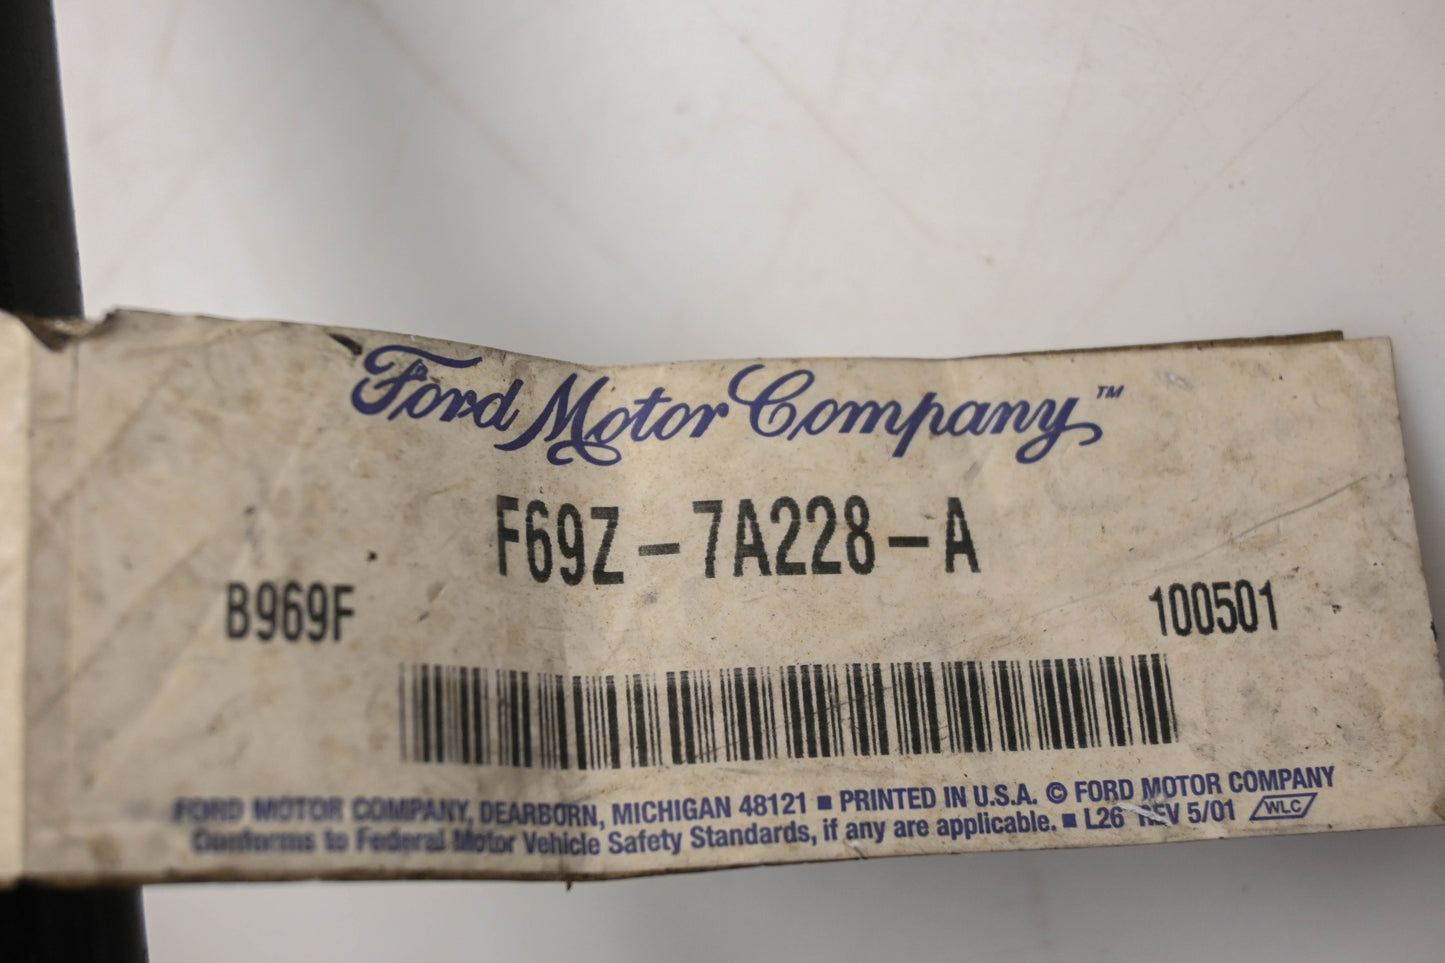 Ford Motor Company™
F69Z-7A228-A
B969F 100501
FORD MOTOR COMPANY, DEARBORN, MICHIGAN 48121 ■ PRINTED IN U.S.A. © FORD MOTOR COMPANY
Conforms to Federal Motor Vehicle Safety Standards, if any are applicable. ■ L26 REV 5/01 WLC